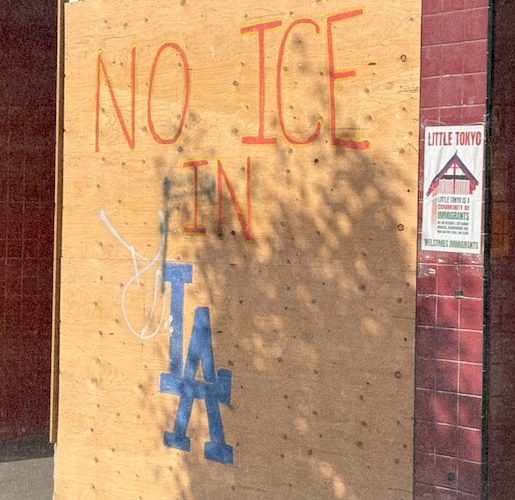 NO ICE
IN
LA
LITTLE TOKYO
LITTLE TOKYO IS A
COMMUNITY OF
IMMIGRANTS
WELCOMES IMMIGRANTS